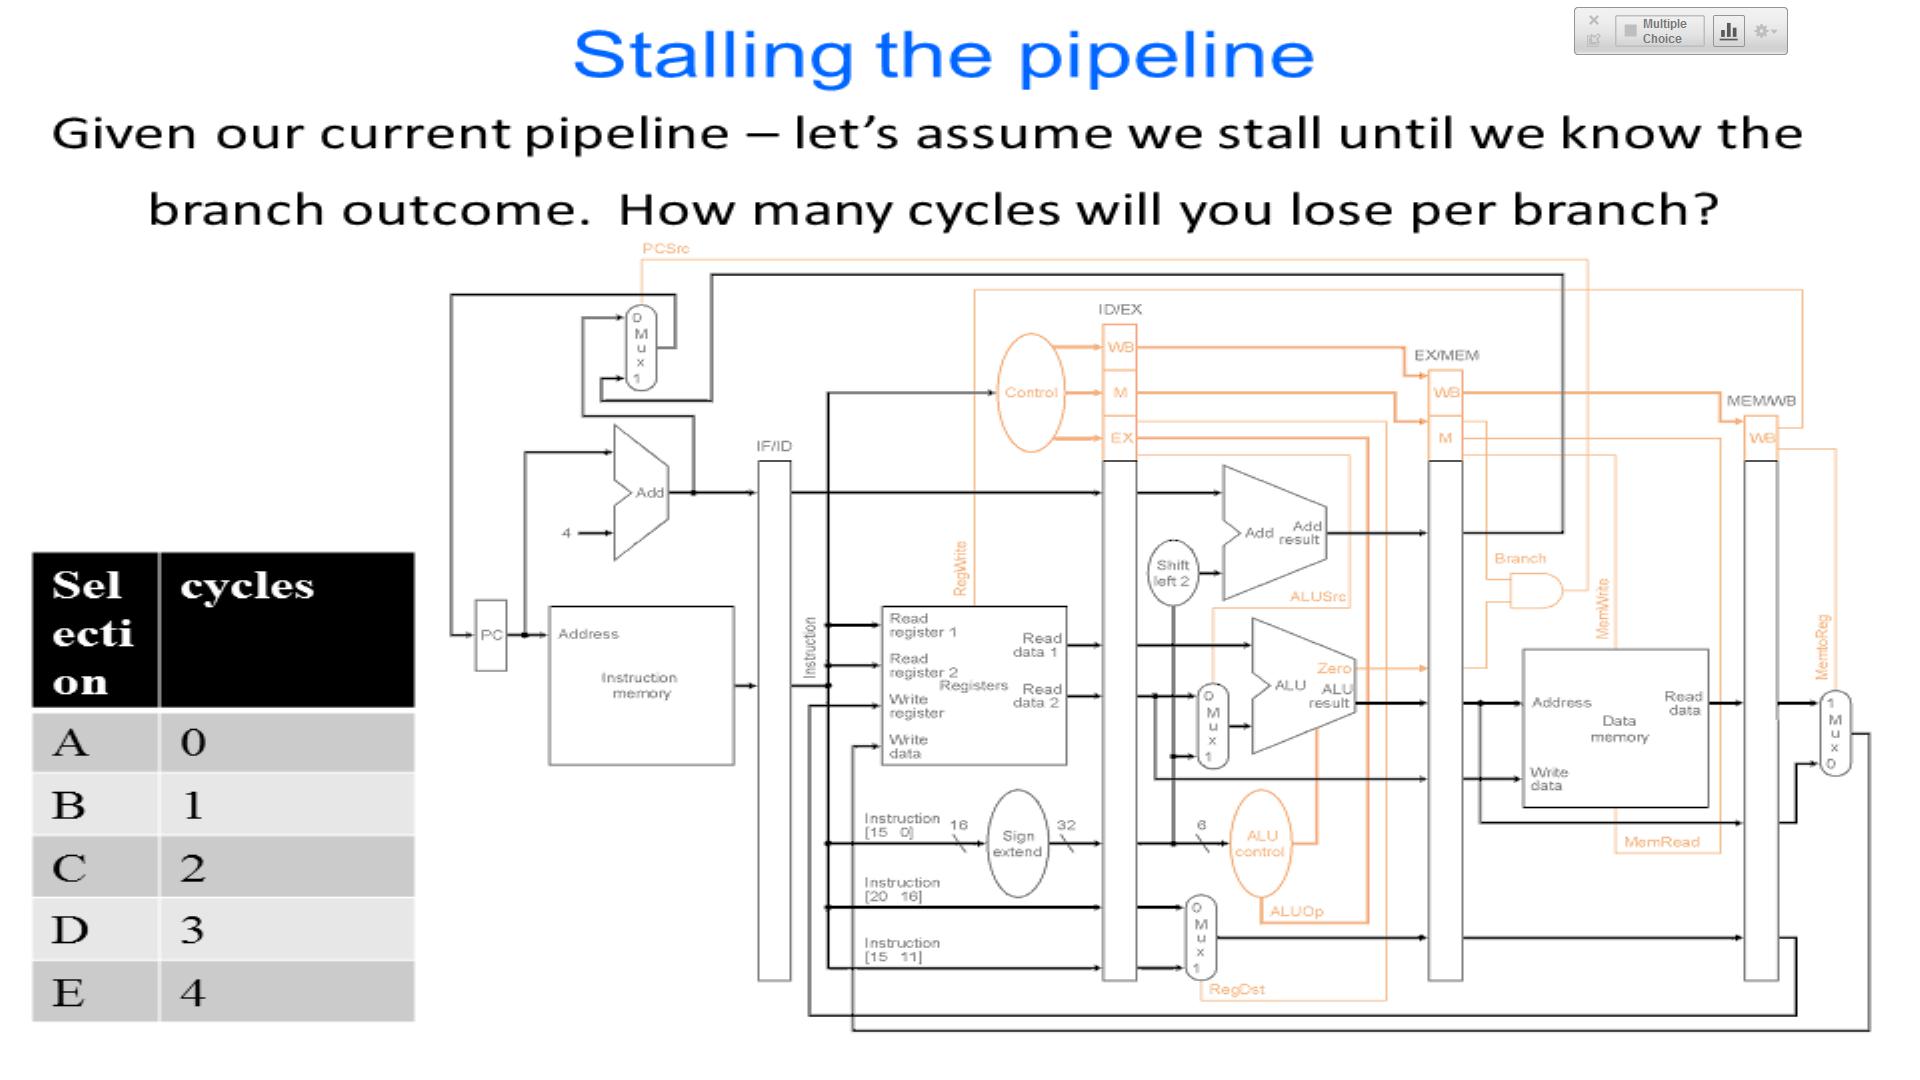 Stalling the pipeline
Multiple
Choice
Given our current pipeline – let's assume we stall until we know the
branch outcome. How many cycles will you lose per branch?
PCSrc
0
M
u
x
1
ID/EX
WB
M
EX
Control
EX/MEM
WB
M
MEM/WB
WB
IF/ID
Add
4
Add
Add
result
Shift
left 2
RegWrite
Branch
ALUSrc
MemWrite
MemtoReg
PC
Address
Instruction
memory
Instruction
Read
register 1
Read
register 2
Registers
Write
register
Write
data
Read
data 1
Read
data 2
0
M
u
x
1
Zero
ALU
ALU
result
Address
Read
data
Data
memory
Write
data
1
M
u
x
0
Instruction
[15 0]
16
Sign
extend
32
6
ALU
control
MemRead
Instruction
[20 16]
ALUOp
0
M
u
x
1
Instruction
[15 11]
RegDst
Sel
ecti
on
cycles
A 0
B 1
C 2
D 3
E 4